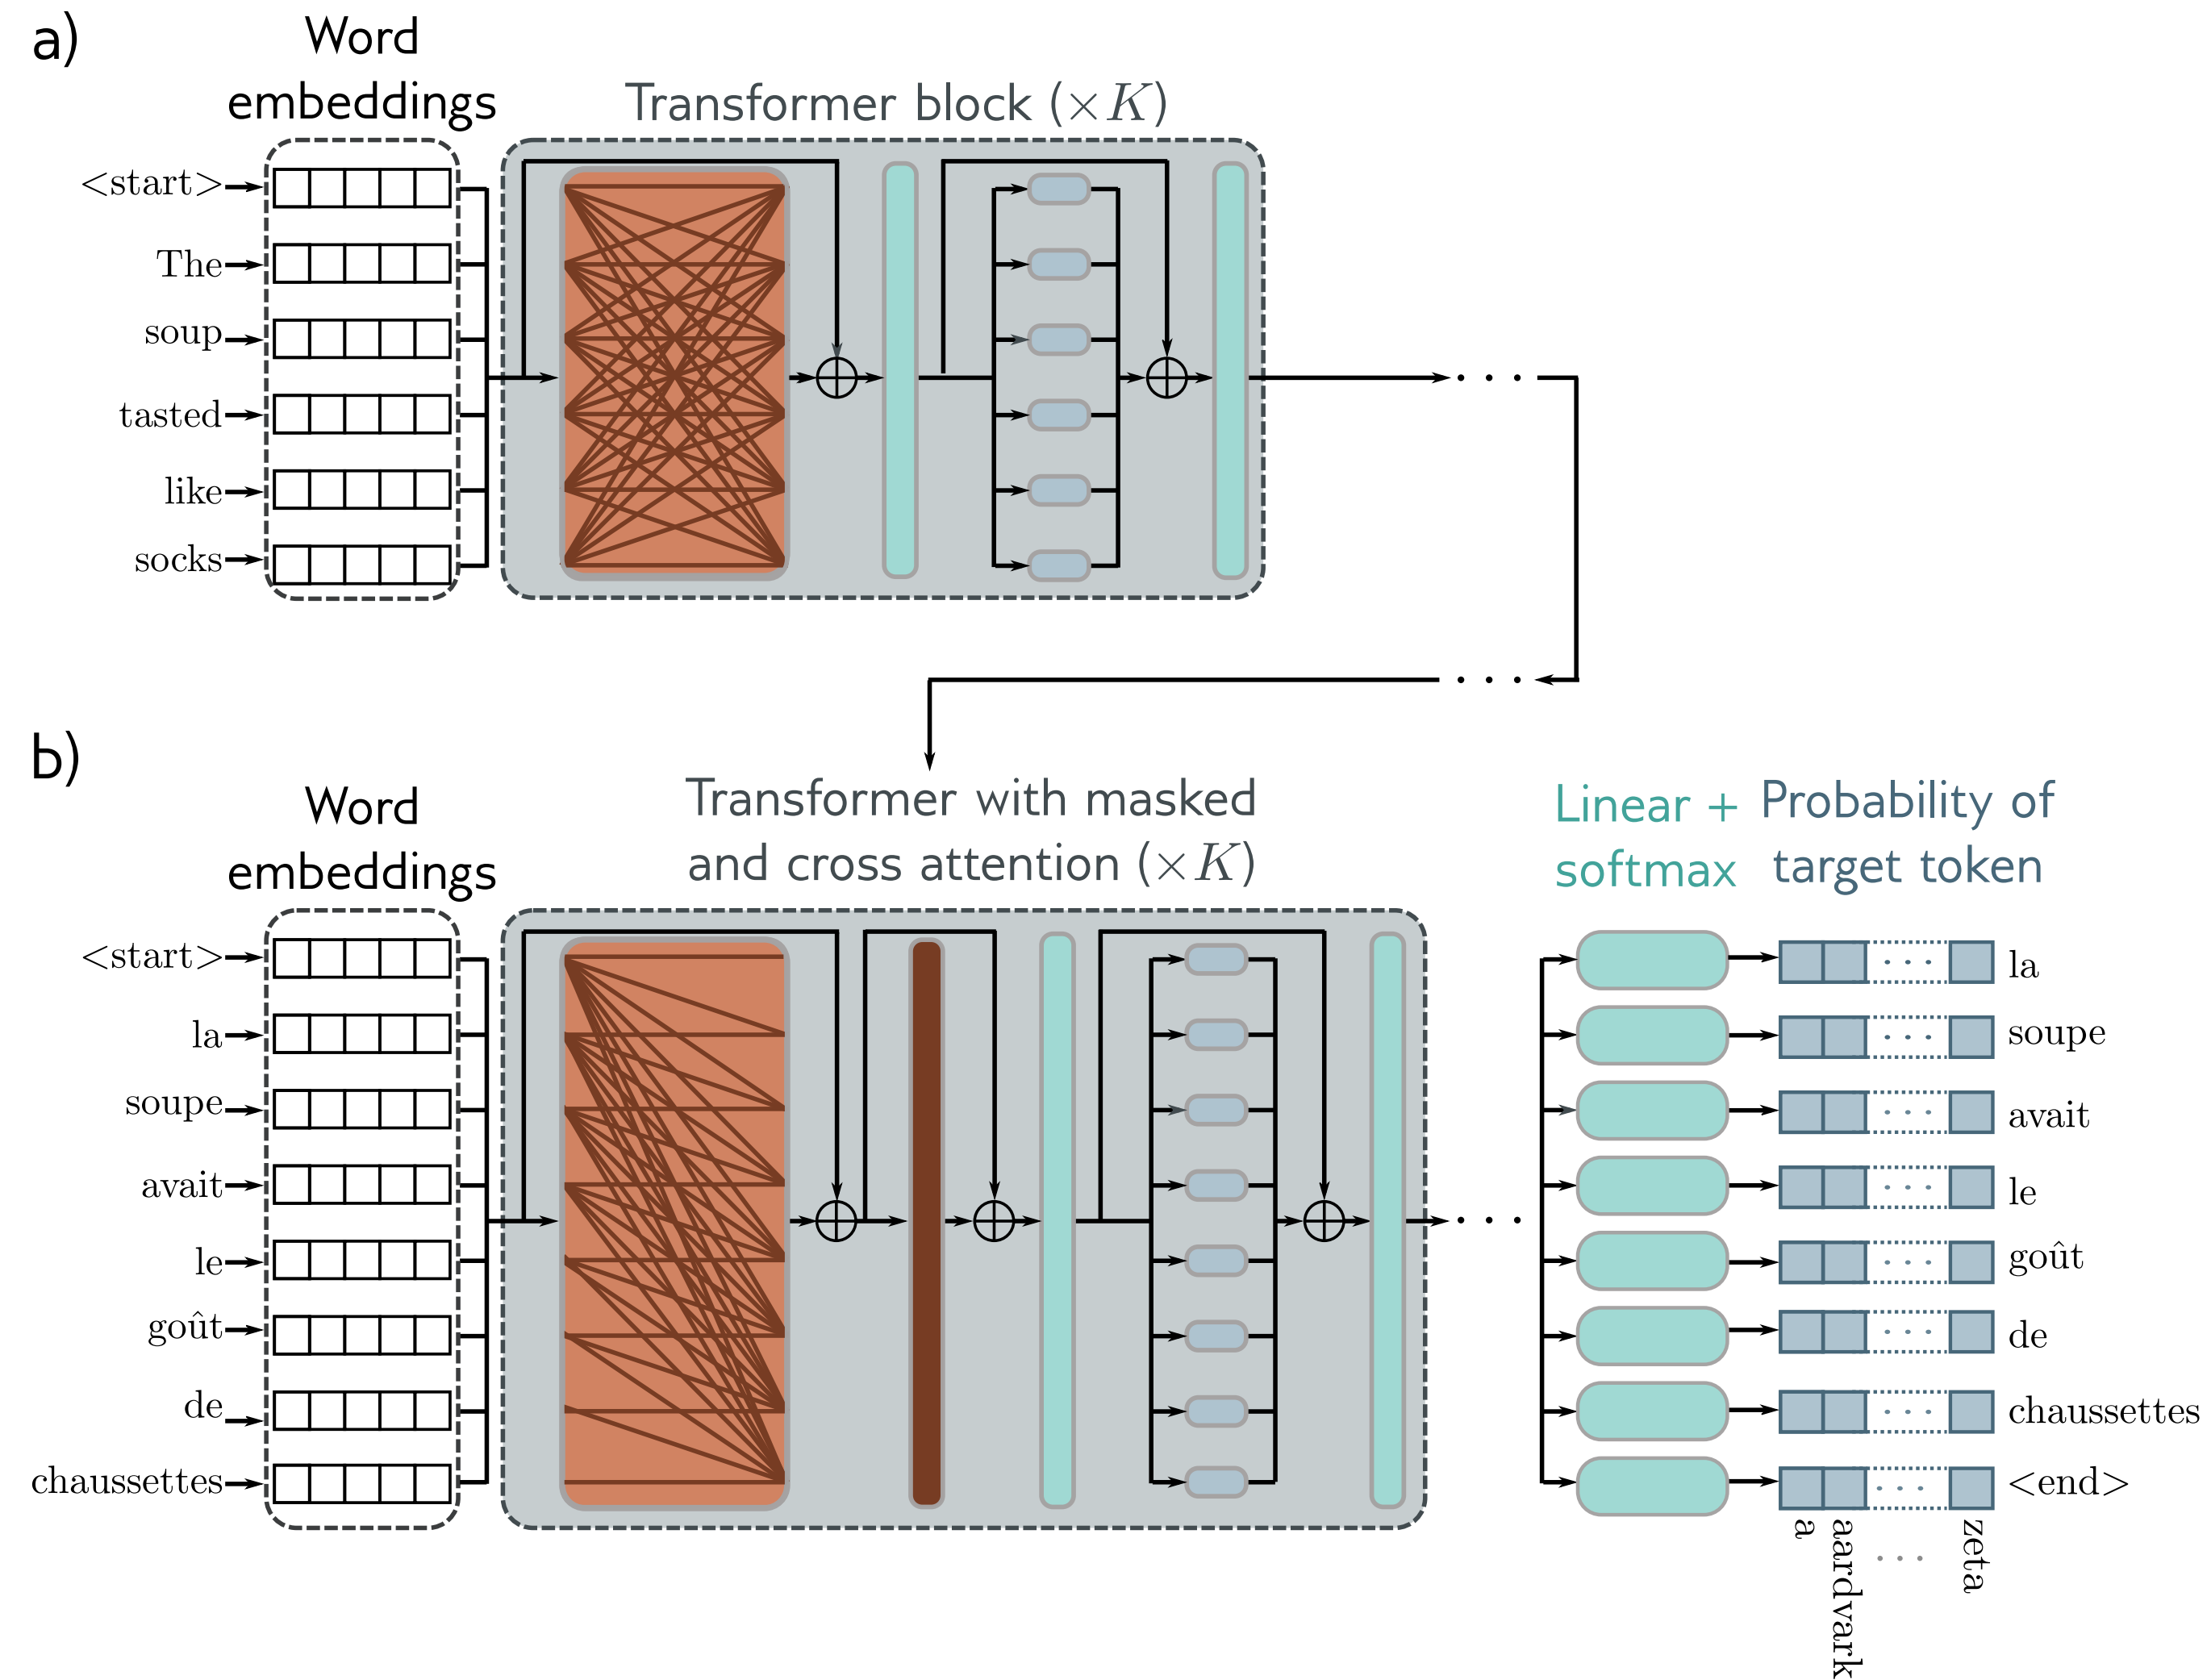 a)
Word
embeddings
Transformer block (×K)
<start>
The
soup
tasted
like
socks
b)
Word
embeddings
Transformer with masked
and cross attention (×K)
Linear +
softmax
Probability of
target token
<start>
la
soupe
avait
le
goût
de
chaussettes
la
soupe
avait
le
goût
de
chaussettes
<end>
a
aardvark
. . .
zeta